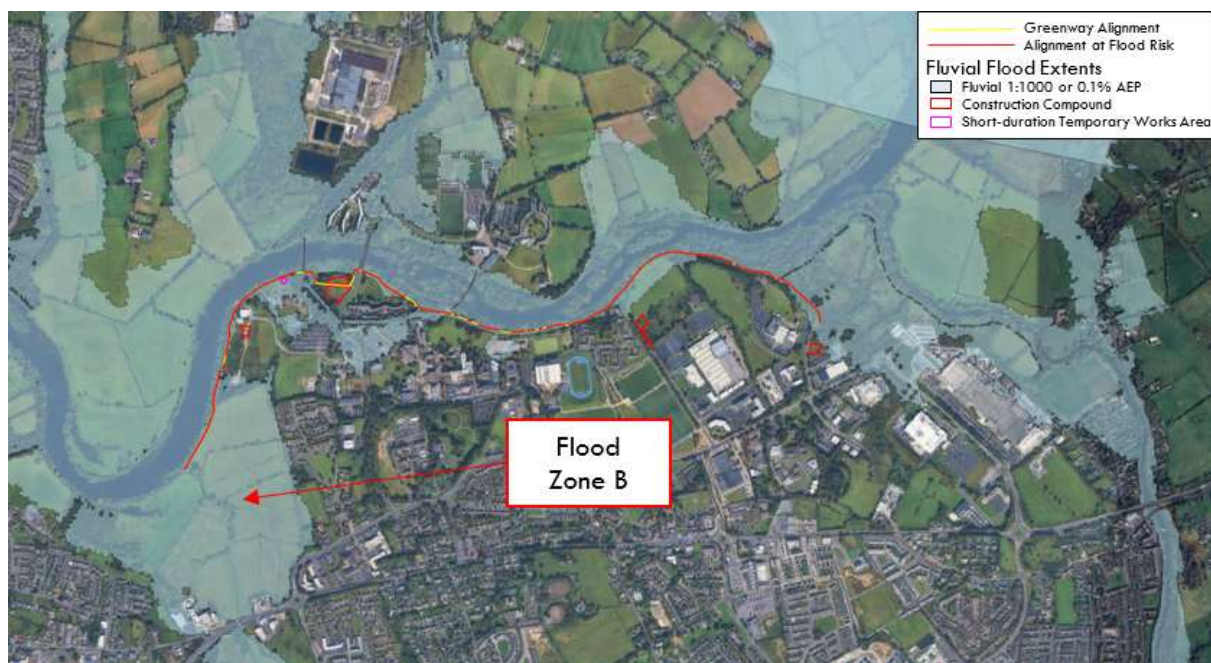 Greenway Alignment
Alignment at Flood Risk
Fluvial Flood Extents
Fluvial 1:1000 or 0.1% AEP
Construction Compound
Short-duration Temporary Works Area
Flood
Zone B